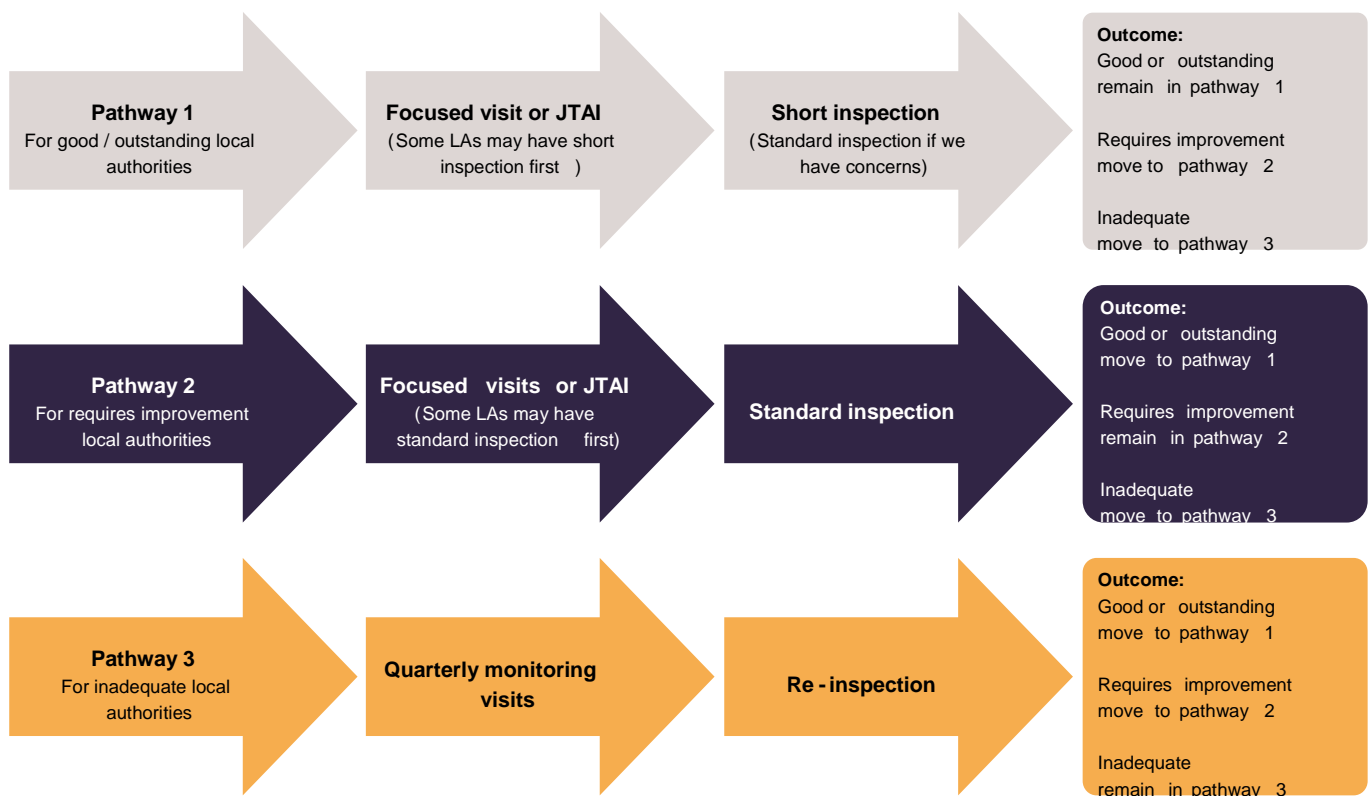 Pathway 1
For good / outstanding local
authorities
Focused visit or JTAI
(Some LAs may have short
inspection first )
Short inspection
(Standard inspection if we
have concerns)
Outcome:
Good or outstanding
remain in pathway 1
Requires improvement
move to pathway 2
Inadequate
move to pathway 3
Pathway 2
For requires improvement
local authorities
Focused visits or JTAI
(Some LAs may have
standard inspection first)
Standard inspection
Outcome:
Good or outstanding
move to pathway 1
Requires improvement
remain in pathway 2
Inadequate
move to pathway 3
Pathway 3
For inadequate local
authorities
Quarterly monitoring
visits
Re - inspection
Outcome:
Good or outstanding
move to pathway 1
Requires improvement
move to pathway 2
Inadequate
remain in pathway 3